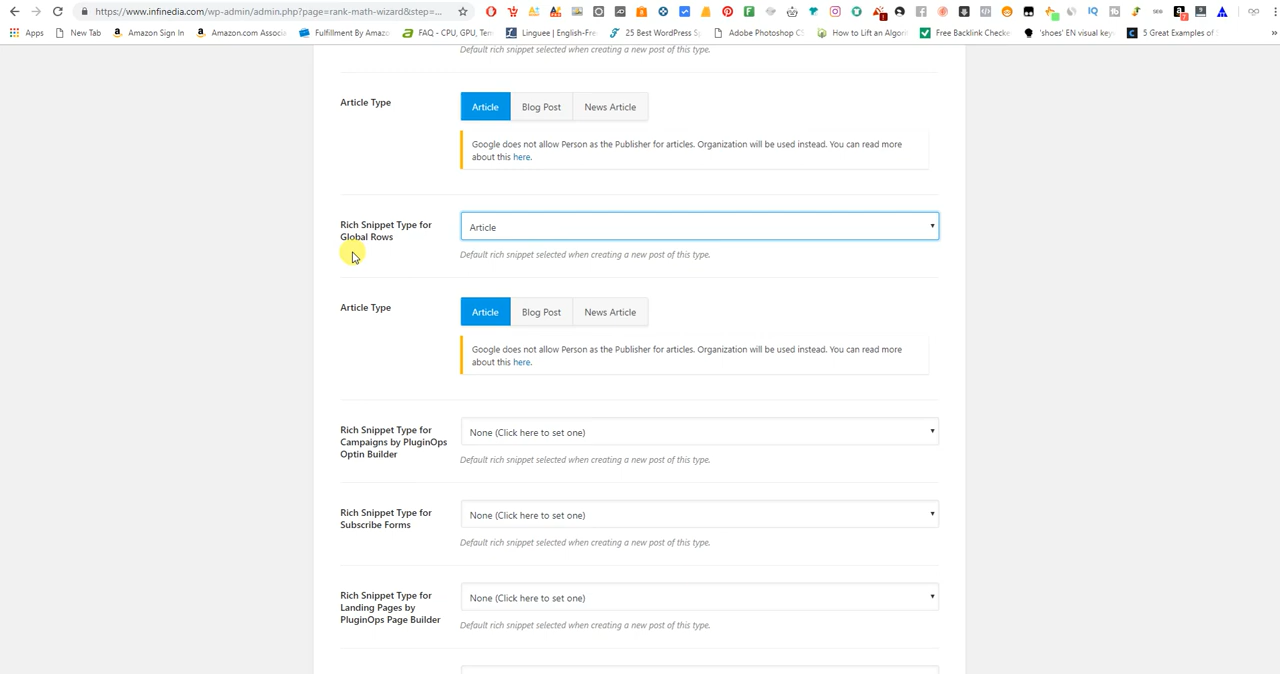 https://www.infinedia.com/wp-admin/admin.php?page=rank-math-wizard&step=...
Apps New Tab Amazon Sign In Amazon.com Associ Fulfillment By Amazo FAQ - CPU, GPU, Tem Linguee | English-Fre 25 Best WordPress S Adobe Photoshop C How to Lift an Algori Free Backlink Checke 'shoes' EN visual key 5 Great Examples of »
Default rich snippet selected when creating a new post of this type.
Article Type
Article Blog Post News Article
Google does not allow Person as the Publisher for articles. Organization will be used instead. You can read more
about this here.
Rich Snippet Type for
Global Rows
Article
Default rich snippet selected when creating a new post of this type.
Article Type
Article Blog Post News Article
Google does not allow Person as the Publisher for articles. Organization will be used instead. You can read more
about this here.
Rich Snippet Type for
Campaigns by PluginOps
Optin Builder
None (Click here to set one)
Default rich snippet selected when creating a new post of this type.
Rich Snippet Type for
Subscribe Forms
None (Click here to set one)
Default rich snippet selected when creating a new post of this type.
Rich Snippet Type for
Landing Pages by
PluginOps Page Builder
None (Click here to set one)
Default rich snippet selected when creating a new post of this type.